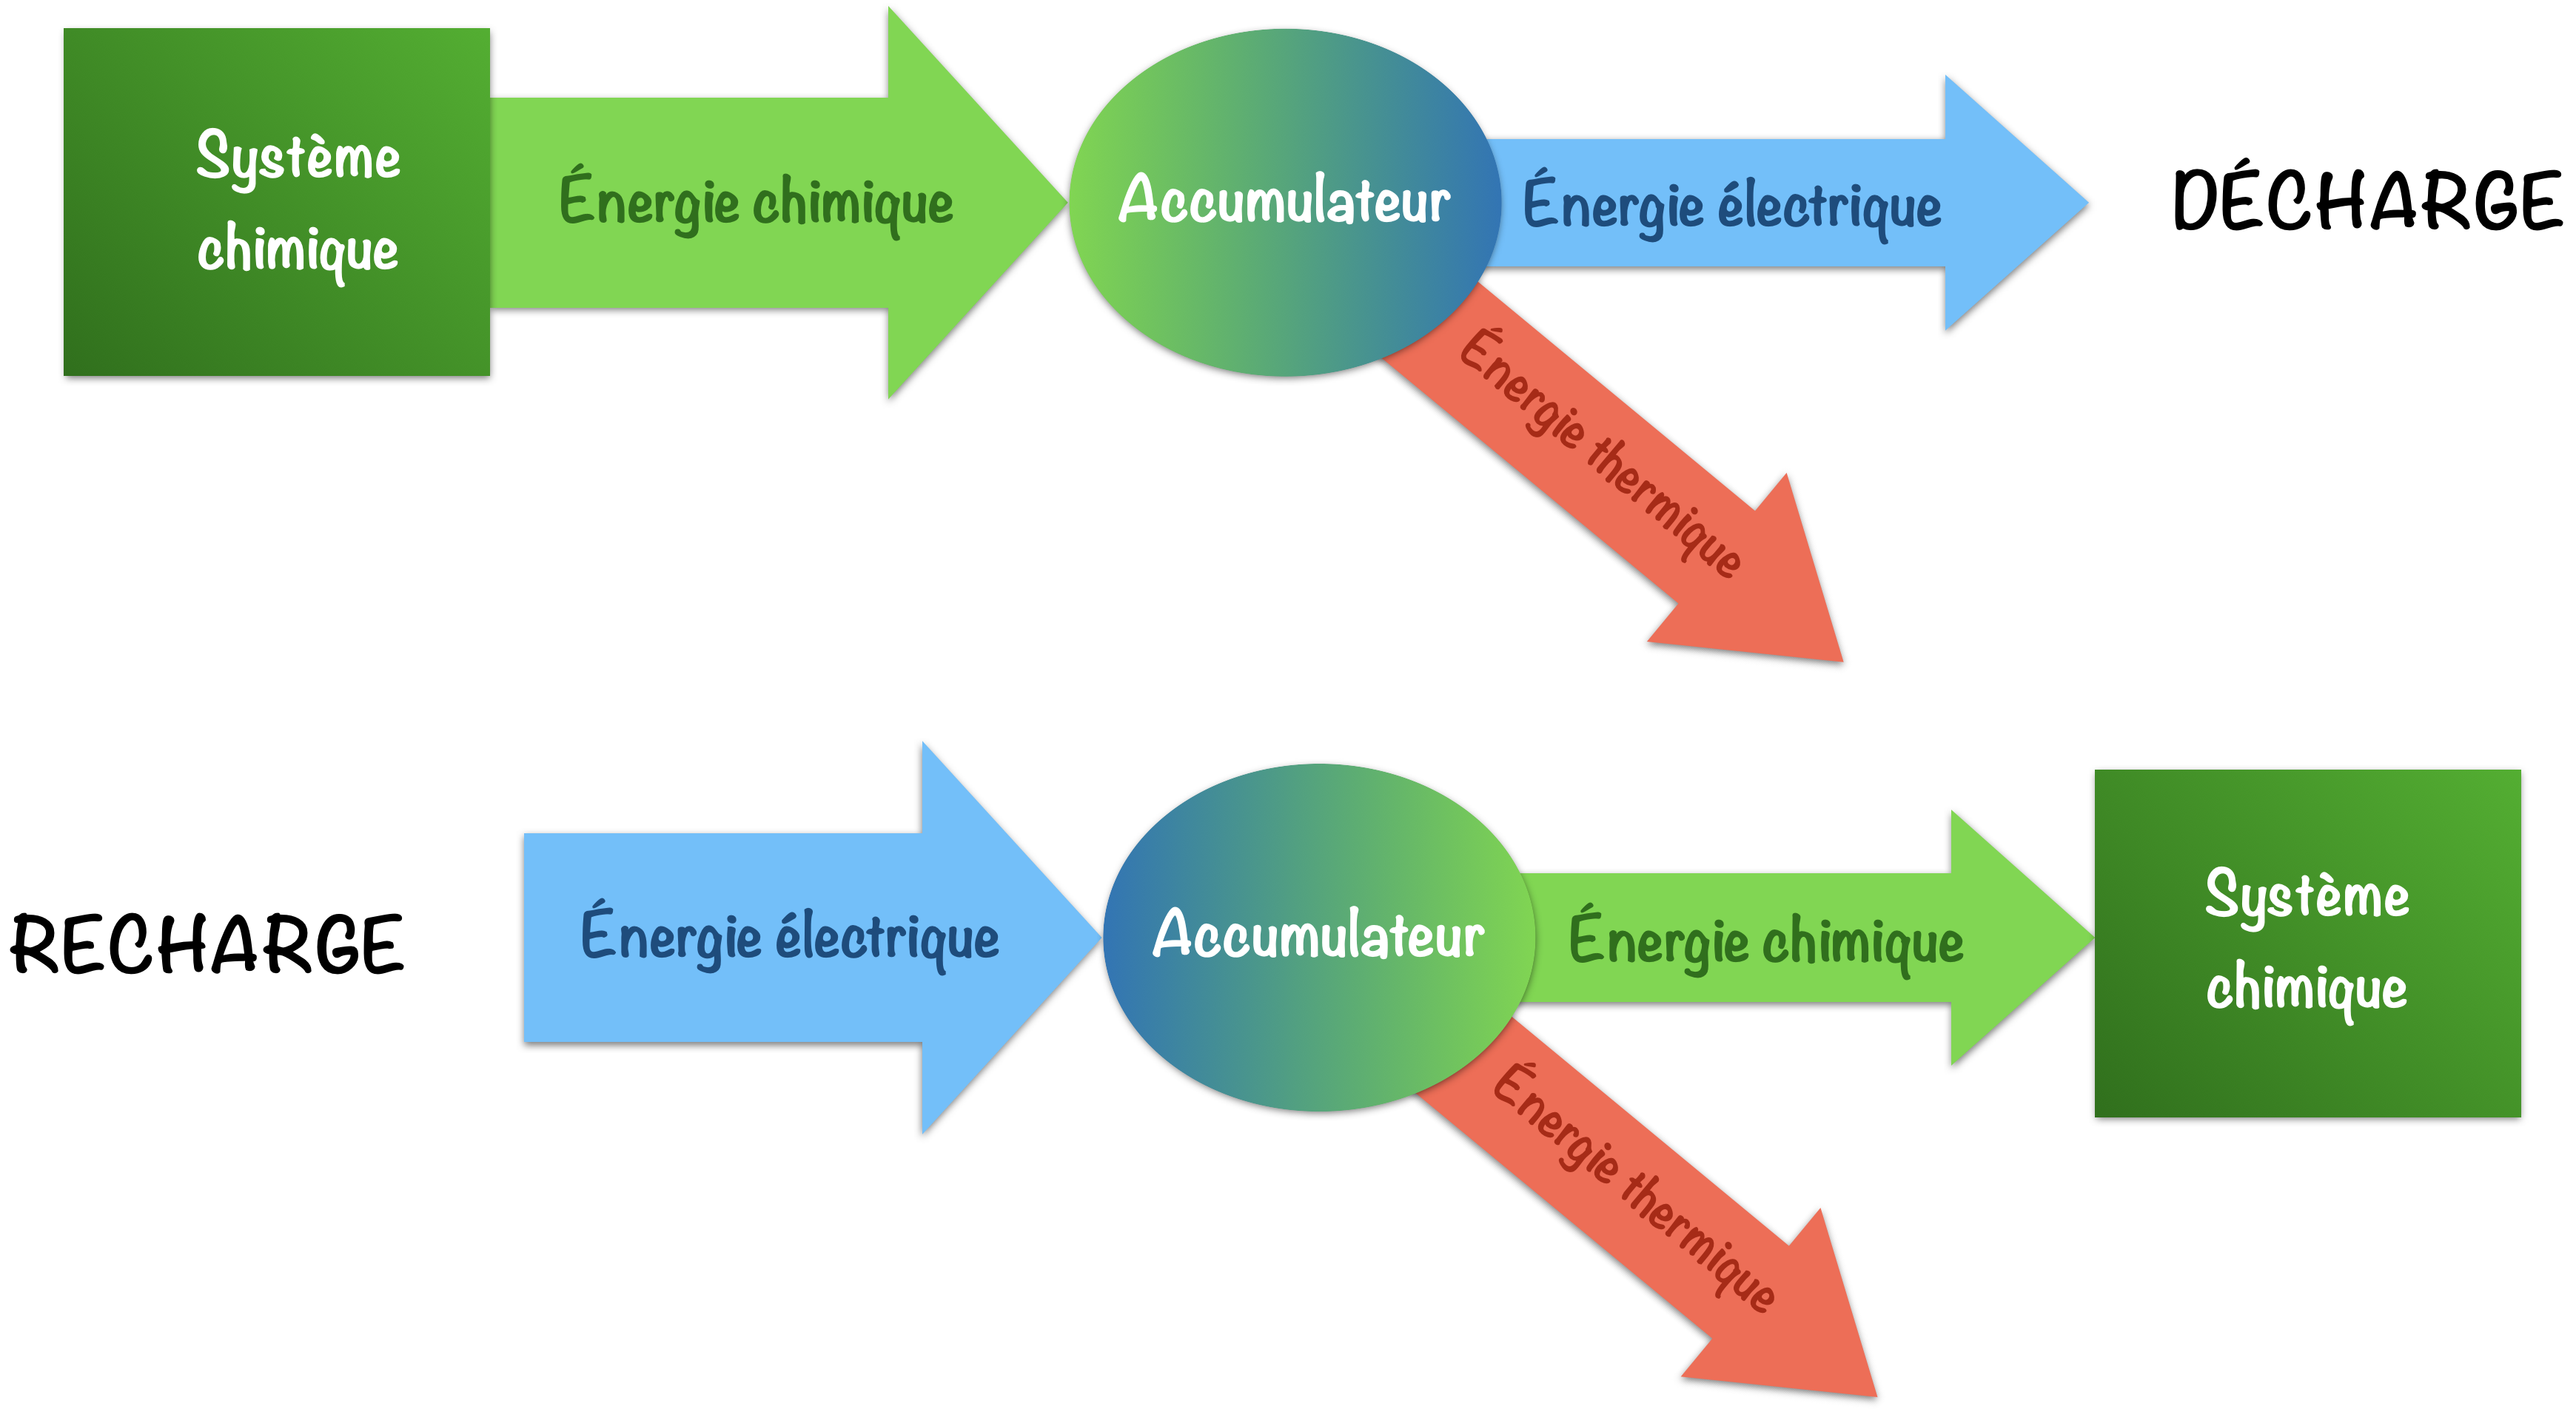 Système
chimique
Énergie chimique
Accumulateur
Énergie électrique
DÉCHARGE
Énergie thermique
RECHARGE
Énergie électrique
Accumulateur
Énergie chimique
Système
chimique
Énergie thermique